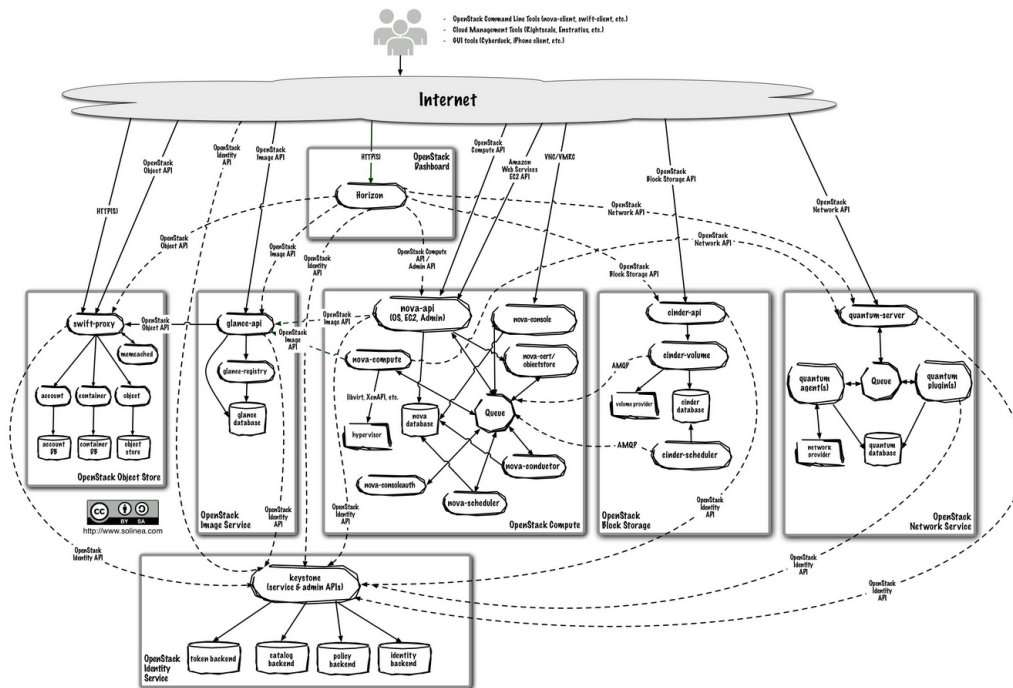 - OpenStack Command Line Tools (nova-client, swift-client, etc.)
- Cloud Management Tools (Rightscale, Enstratius, etc.)
- GUI tools (Cyberduck, iPhone client, etc.)
Internet
OpenStack
Object API
OpenStack
Identity
API
OpenStack
Image API
HTTP(S)
OpenStack
Dashboard
OpenStack
Compute API
Amazon
Web Services
EC2 API
VNC/VMRC
OpenStack
Block Storage API
OpenStack
Network API
Horizon
HTTP(S)
OpenStack
Object API
OpenStack
Image API
OpenStack
Identity
API
OpenStack Compute
API /
Admin API
OpenStack
Block Storage API
OpenStack
Network API
OpenStack
Network API
swift-proxy
OpenStack
Object API
memcached
account
container
object
account
DB
container
DB
object
store
OpenStack Object Store
glance-api
OpenStack
Image API
OpenStack
Image
API
glance-registry
glance
database
OpenStack
Image Service
nova-api
(OS, EC2, Admin)
nova-console
nova-compute
nova-cert/
objectstore
libvirt, XenAPI, etc.
nova
database
Queue
hypervisor
nova-conductor
nova-consoleauth
nova-scheduler
OpenStack Compute
cinder-api
cinder-volume
AMQP
volume provider
cinder
database
AMQP
cinder-scheduler
OpenStack
Block Storage
quantum-server
quantum
agent(s)
Queue
quantum
plugin(s)
network
provider
quantum
database
OpenStack
Network Service
cc
BY SA
http://www.solinea.com
OpenStack
Identity API
OpenStack
Identity
API
OpenStack
Identity
API
OpenStack
Identity
API
OpenStack
Identity
API
OpenStack
Identity
API
keystone
(service & admin APIs)
token backend
catalog
backend
policy
backend
identity
backend
OpenStack
Identity
Service